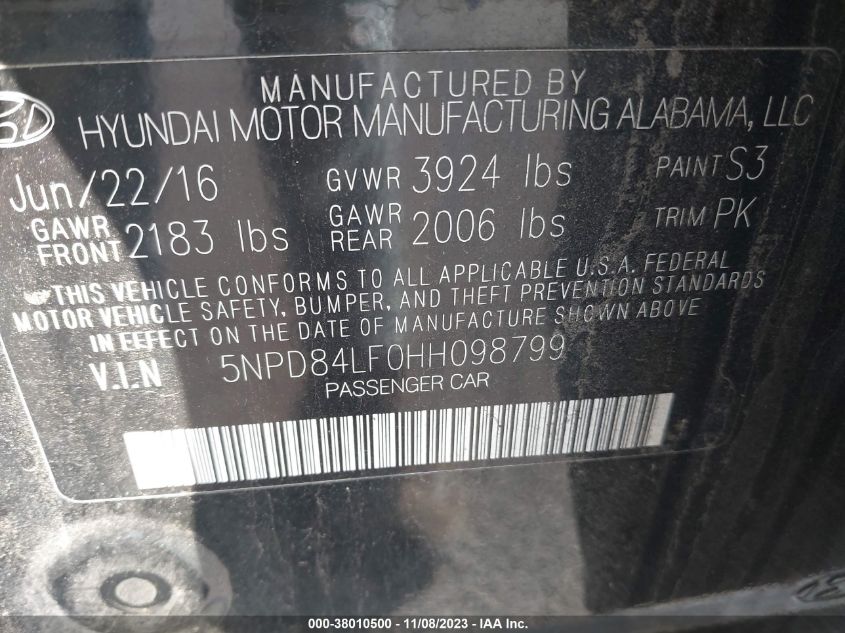 MANUFACTURED BY
HYUNDAI MOTOR MANUFACTURING ALABAMA, LLC
Jun/22/16 GVWR 3924 lbs PAINT S3
GAWR FRONT 2183 lbs GAWR REAR 2006 lbs TRIM PK
THIS VEHICLE CONFORMS TO ALL APPLICABLE U.S.A. FEDERAL
MOTOR VEHICLE SAFETY, BUMPER, AND THEFT PREVENTION STANDARDS
IN EFFECT ON THE DATE OF MANUFACTURE SHOWN ABOVE
V.I.N 5NPD84LF0HH098799
PASSENGER CAR
000-38010500 - 11/08/2023 - Copyright © 2023 IAA, Inc.